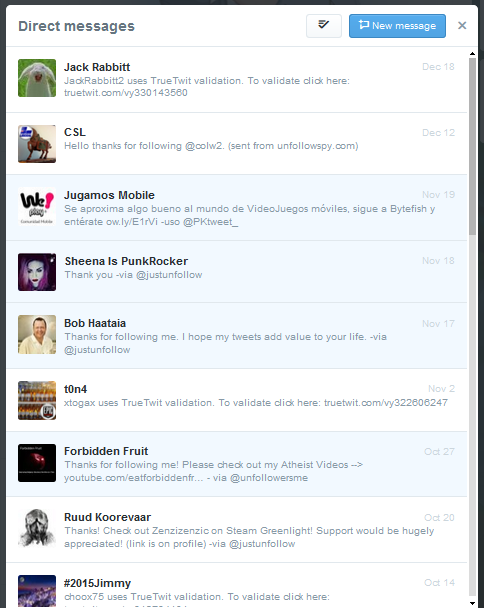 Direct messages
New message
Jack Rabbitt
Dec 18
JackRabbitt2 uses TrueTwit validation. To validate click here:
truetwit.com/vy330143560
CSL
Dec 12
Hello thanks for following @colw2. (sent from unfollowspy.com)
Jugamos Mobile
Nov 19
Se aproxima algo bueno al mundo de VideoJuegos móviles, sigue a Bytefish y
entérate ow.ly/E1rVi -uso @PKtweet_
Sheena Is PunkRocker
Nov 18
Thank you -via @justunfollow
Bob Haataia
Nov 17
Thanks for following me. I hope my tweets add value to your life. -via
@justunfollow
t0n4
Nov 2
xtogax uses TrueTwit validation. To validate click here: truetwit.com/vy322606247
Forbidden Fruit
Oct 27
Thanks for following me! Please check out my Atheist Videos -->
youtube.com/eatforbiddenfr... - via @unfollowersme
Ruud Koorevaar
Oct 20
Thanks! Check out Zenzizenzic on Steam Greenlight! Support would be hugely
appreciated! (link is on profile) -via @justunfollow
#2015Jimmy
Oct 14
choox75 uses TrueTwit validation. To validate click here: